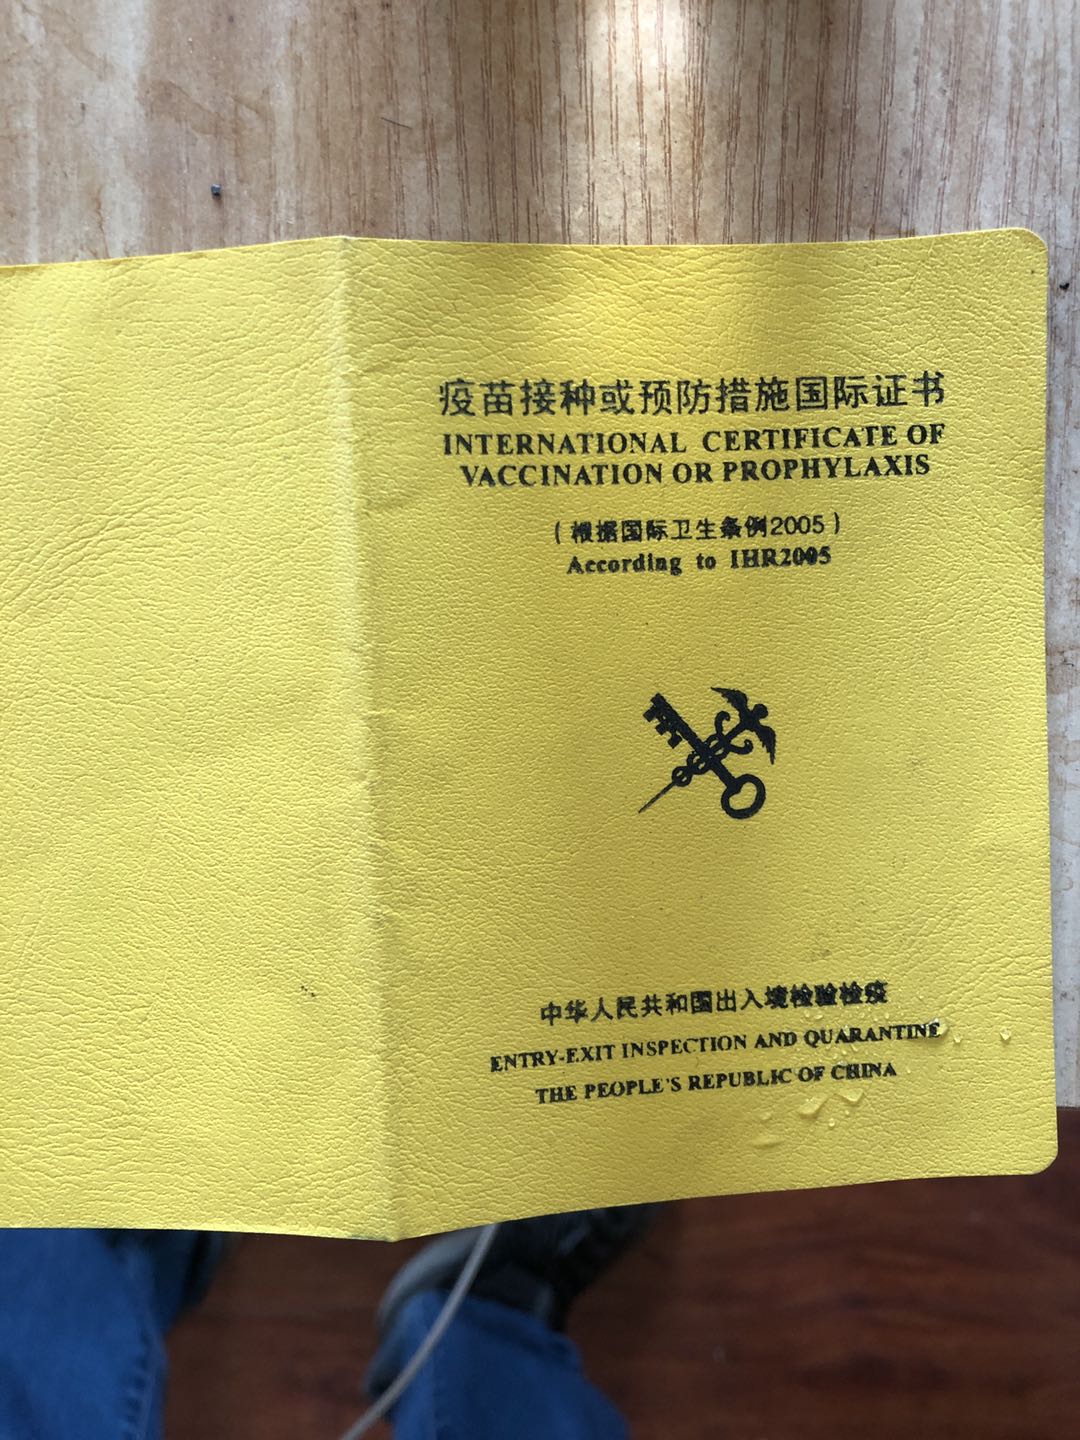 疫苗接种或预防措施国际证书
INTERNATIONAL CERTIFICATE OF
VACCINATION OR PROPHYLAXIS
（根据国际卫生条例2005）
According to IHR2005
中华人民共和国出入境检验检疫
ENTRY-EXIT INSPECTION AND QUARANTINE
THE PEOPLE'S REPUBLIC OF CHINA